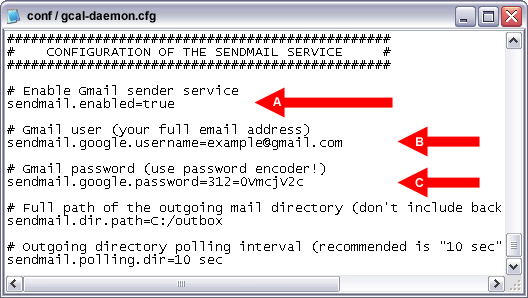 conf / gcal-daemon.cfg
#################################################
# CONFIGURATION OF THE SENDMAIL SERVICE #
#################################################
# Enable Gmail sender service
sendmail.enabled=true
A
# Gmail user (your full email address)
sendmail.google.username=example@gmail.com
B
# Gmail password (use password encoder!)
sendmail.google.password=312=0VmcjV2c
C
# Full path of the outgoing mail directory (don't include back
sendmail.dir.path=C:/outbox
# Outgoing directory polling interval (recommended is "10 sec"
sendmail.polling.dir=10 sec